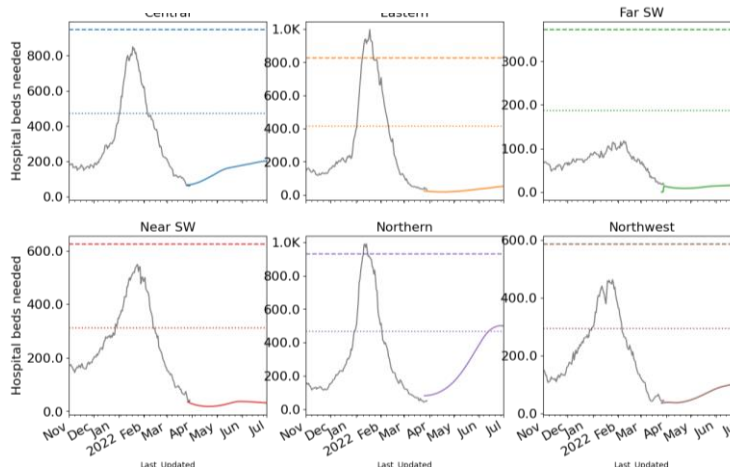 Central
Eastern
Far SW
Hospital beds needed
800.0
600.0
400.0
200.0
0.0
1.0K
800.0
600.0
400.0
200.0
0.0
300.0
200.0
100.0
0.0
Near SW
Northern
Northwest
Hospital beds needed
600.0
400.0
200.0
0.0
1.0K
800.0
600.0
400.0
200.0
0.0
600.0
400.0
200.0
0.0
Nov Dec Jan 2022 Feb Mar Apr May Jun Jul
Nov Dec Jan 2022 Feb Mar Apr May Jun Jul
Nov Dec Jan 2022 Feb Mar Apr May Jun Jul
Last Updated
Last Updated
Last Updated